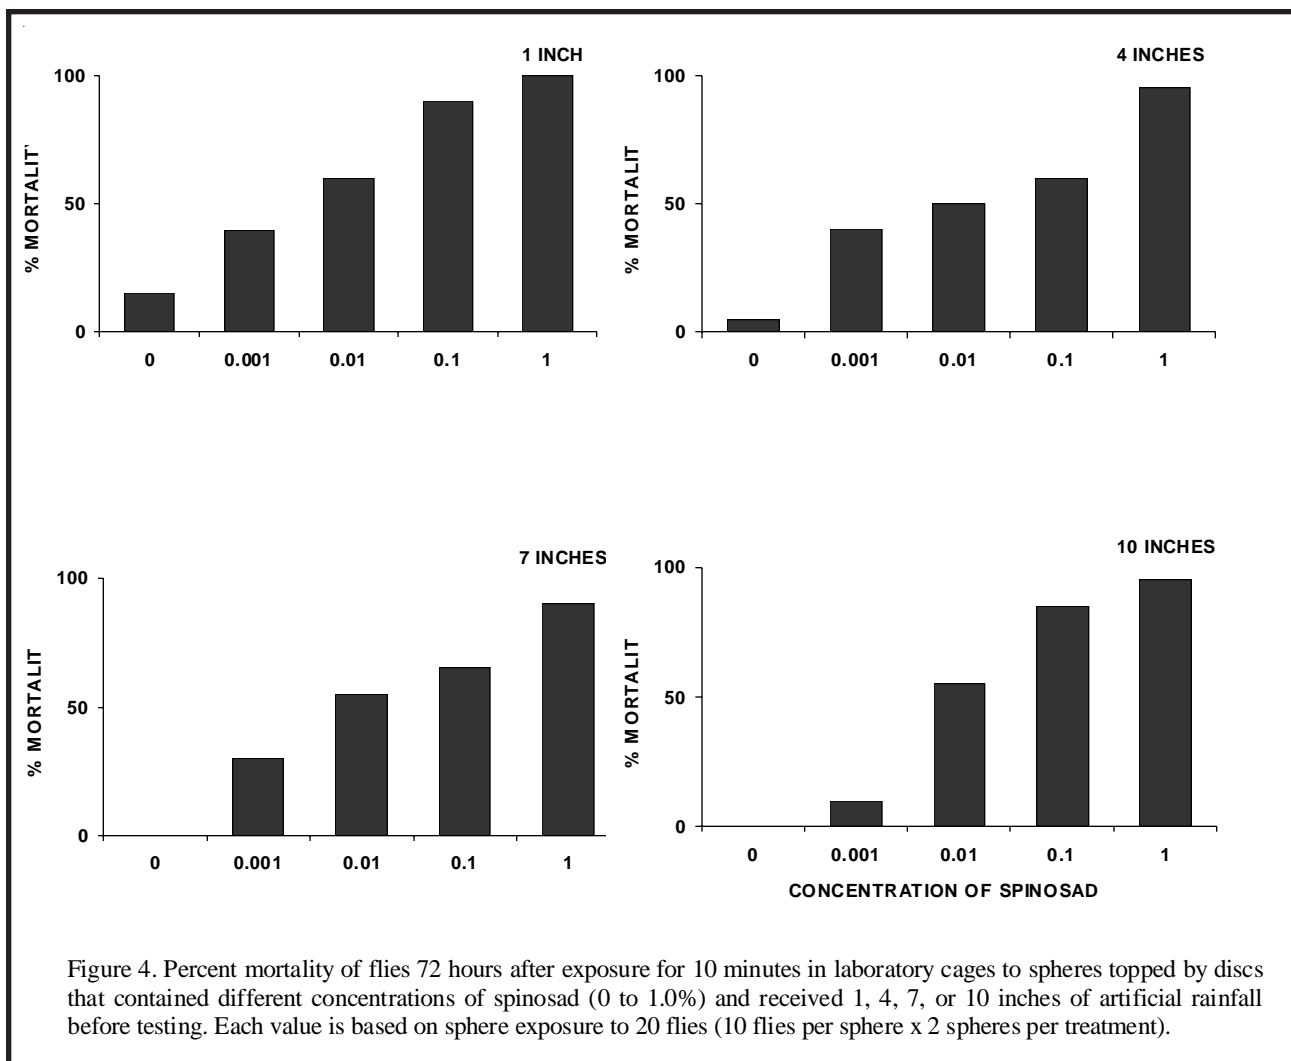 1 INCH
100
50
0
% MORTALIT
0 0.001 0.01 0.1 1
4 INCHES
100
50
0
% MORTALIT
0 0.001 0.01 0.1 1
7 INCHES
100
50
0
% MORTALIT
0 0.001 0.01 0.1 1
10 INCHES
100
50
0
% MORTALIT
0 0.001 0.01 0.1 1
CONCENTRATION OF SPINOSAD
Figure 4. Percent mortality of flies 72 hours after exposure for 10 minutes in laboratory cages to spheres topped by discs
that contained different concentrations of spinosad (0 to 1.0%) and received 1, 4, 7, or 10 inches of artificial rainfall
before testing. Each value is based on sphere exposure to 20 flies (10 flies per sphere x 2 spheres per treatment).